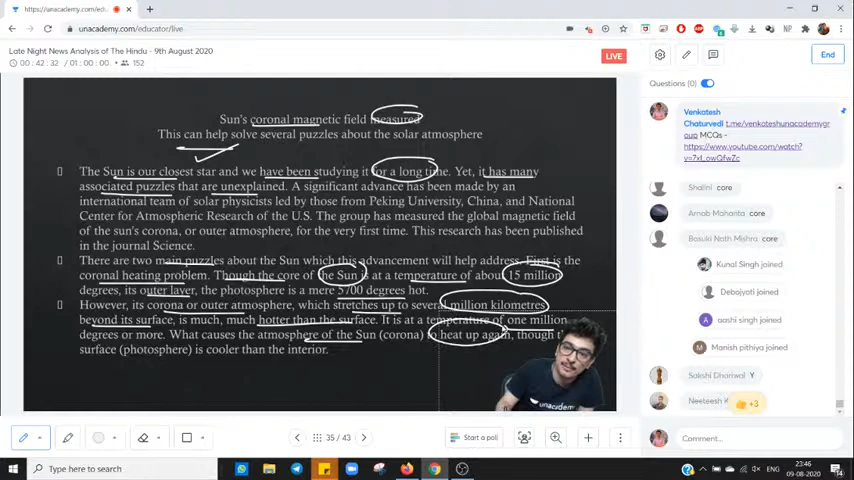 https://unacademy.com/educator/live
unacademy.com/educator/live
Late Night News Analysis of The Hindu - 9th August 2020
00 : 42 : 32 / 01 : 00 : 00 • 152
LIVE
End
Sun's coronal magnetic field measured
This can help solve several puzzles about the solar atmosphere
The Sun is our closest star and we have been studying it for a long time. Yet, it has many
associated puzzles that are unexplained. A significant advance has been made by an
international team of solar physicists led by those from Peking University, China, and National
Center for Atmospheric Research of the U.S. The group has measured the global magnetic field
of the sun's corona, or outer atmosphere, for the very first time. This research has been published
in the journal Science.
There are two main puzzles about the Sun which this advancement will help address. First is the
coronal heating problem. Though the core of the Sun is at a temperature of about 15 million
degrees, its outer layer, the photosphere is a mere 5700 degrees hot.
However, its corona or outer atmosphere, which stretches up to several million kilometres
beyond its surface, is much, much hotter than the surface. It is at a temperature of one million
degrees or more. What causes the atmosphere of the Sun (corona) to heat up again, though
surface (photosphere) is cooler than the interior.
unacademy
Questions (0)
Venkatesh
Chaturvedi t.me/venkateshunacademygr
oup MCQs -
https://www.youtube.com/watch?
v=7xl_owQfwZc
Shalini core
Arnab Mahanta core
Basuki Nath Mishra core
Kunal Singh joined
Debojyoti joined
aashi singh joined
Manish pithiya joined
Sakshi Dhariwal Y
Neeteesh K
+3
35 / 43
Start a poll
Comment...
Type here to search
ENG
23:46
09-08-2020